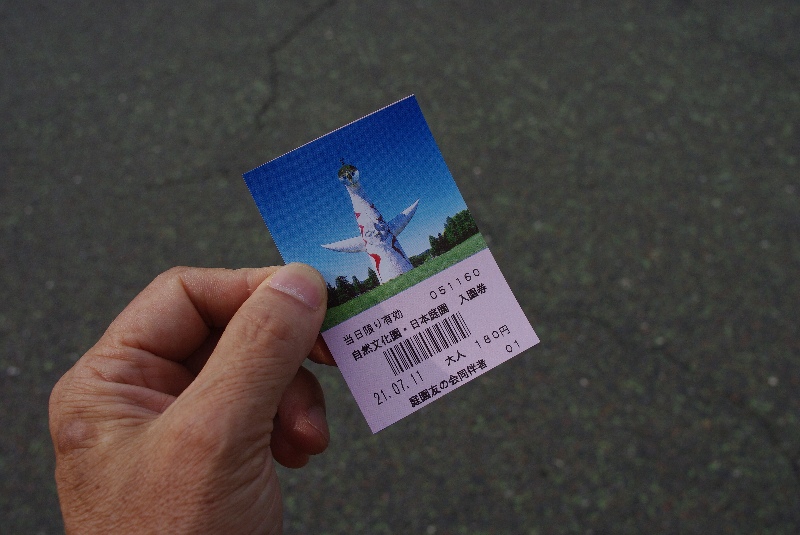 051160
当日限り有効
自然文化園・日本庭園 入園券
大人 180円
21.07.11 01
庭園友の会同伴者